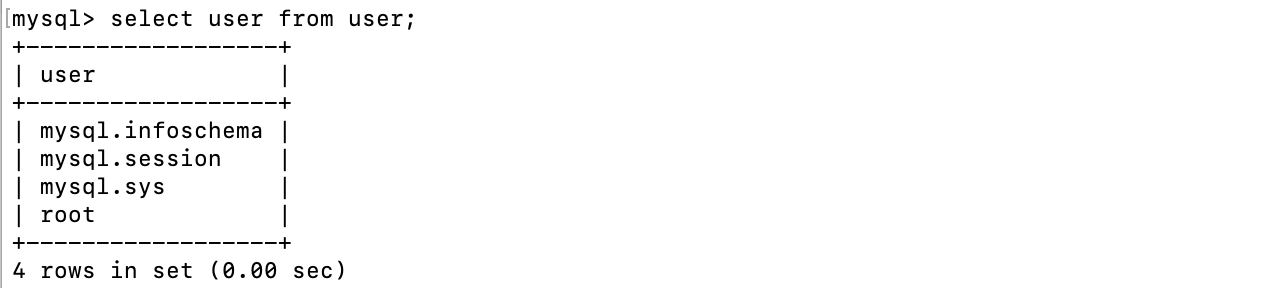 [mysql> select user from user;
+------------------+
| user             |
+------------------+
| mysql.infoschema |
| mysql.session    |
| mysql.sys        |
| root             |
+------------------+
4 rows in set (0.00 sec)